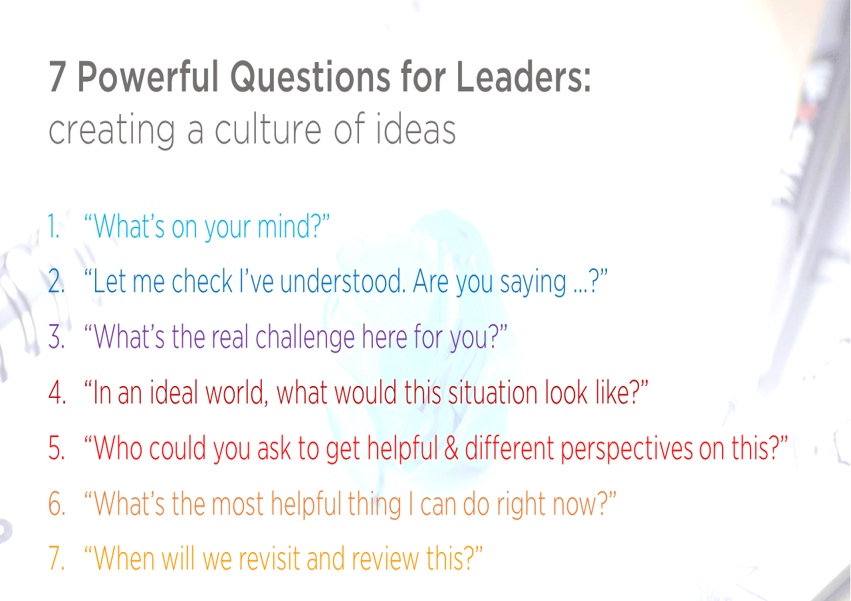 7 Powerful Questions for Leaders:
creating a culture of ideas
1. “What’s on your mind?”
2. “Let me check I’ve understood. Are you saying ...?”
3. “What’s the real challenge here for you?”
4. “In an ideal world, what would this situation look like?”
5. “Who could you ask to get helpful & different perspectives on this?”
6. “What’s the most helpful thing I can do right now?”
7. “When will we revisit and review this?”